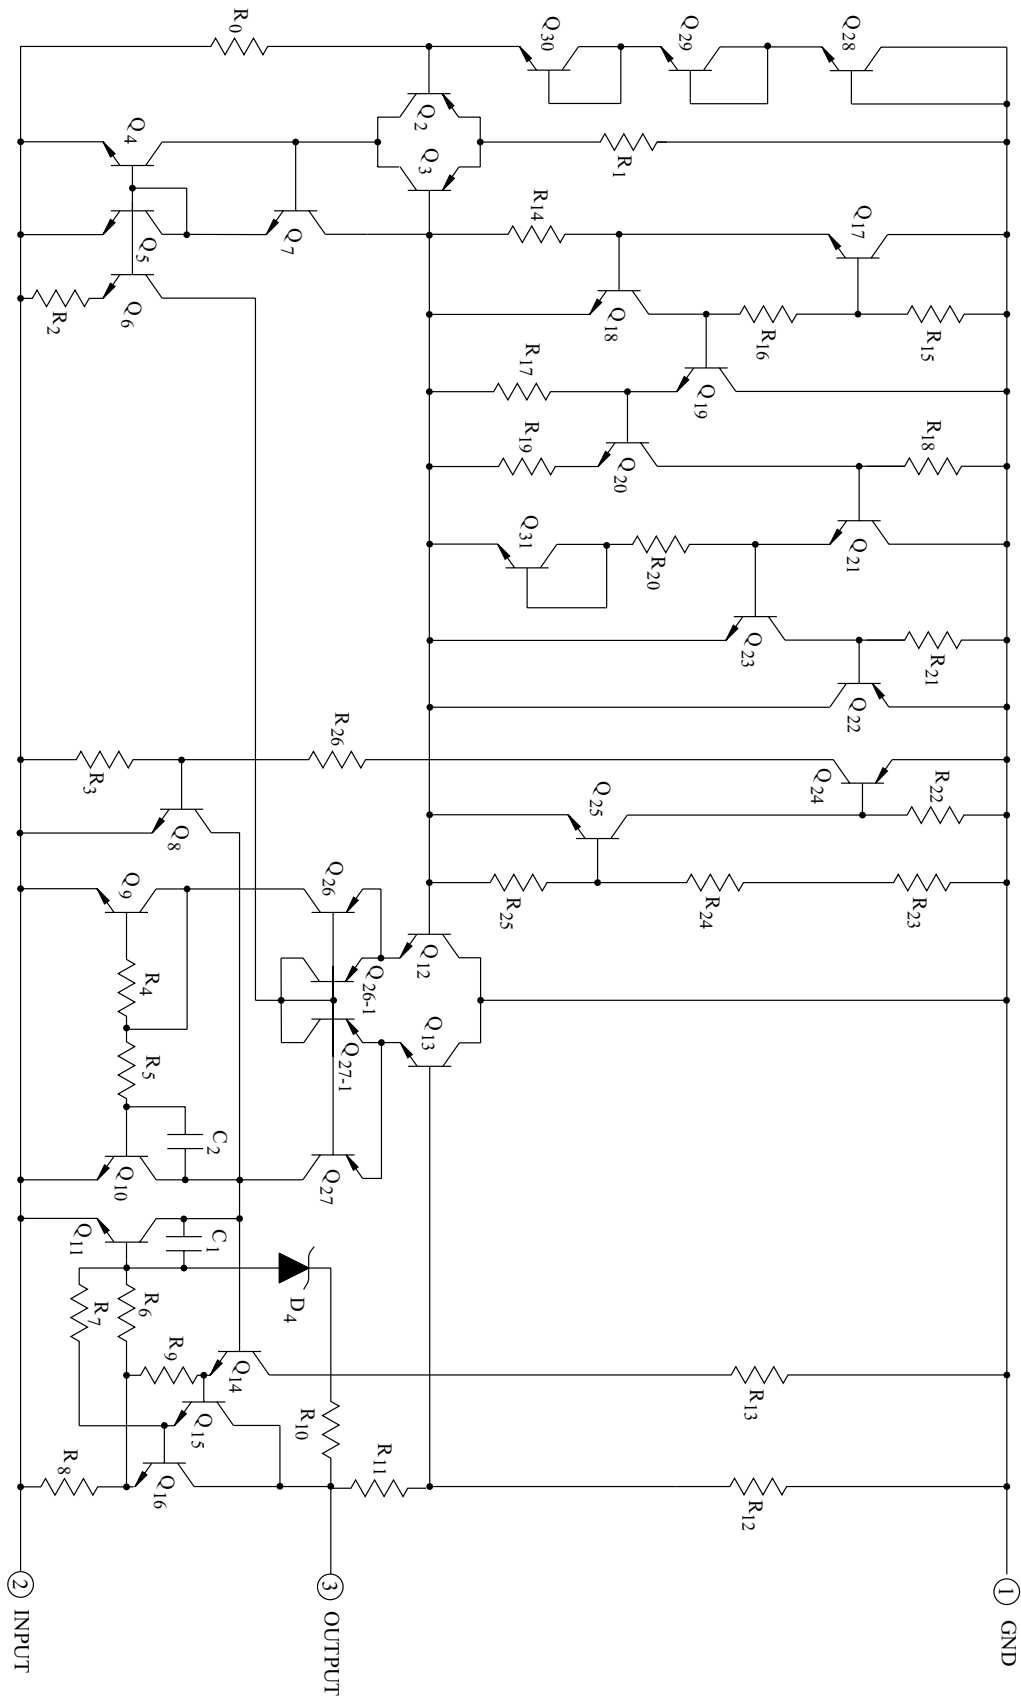 1 GND
R15
R18
R21
R22
R23
Q28
Q17
Q21
Q22
Q24
R16
Q23
R13
R12
Q29
Q19
R20
R24
R1
Q18
Q20
Q25
Q30
R14
R17
R19
Q31
R25
Q2
Q3
Q12
Q13
R11
R26
Q26
Q26-1
Q27-1
Q27
R10
3 OUTPUT
Q7
D4
R0
Q14
C2
C1
Q15
Q8
R9
Q16
Q4
Q5
Q6
Q9
R4
R5
Q10
R6
R2
R3
Q11
R7
R8
2 INPUT